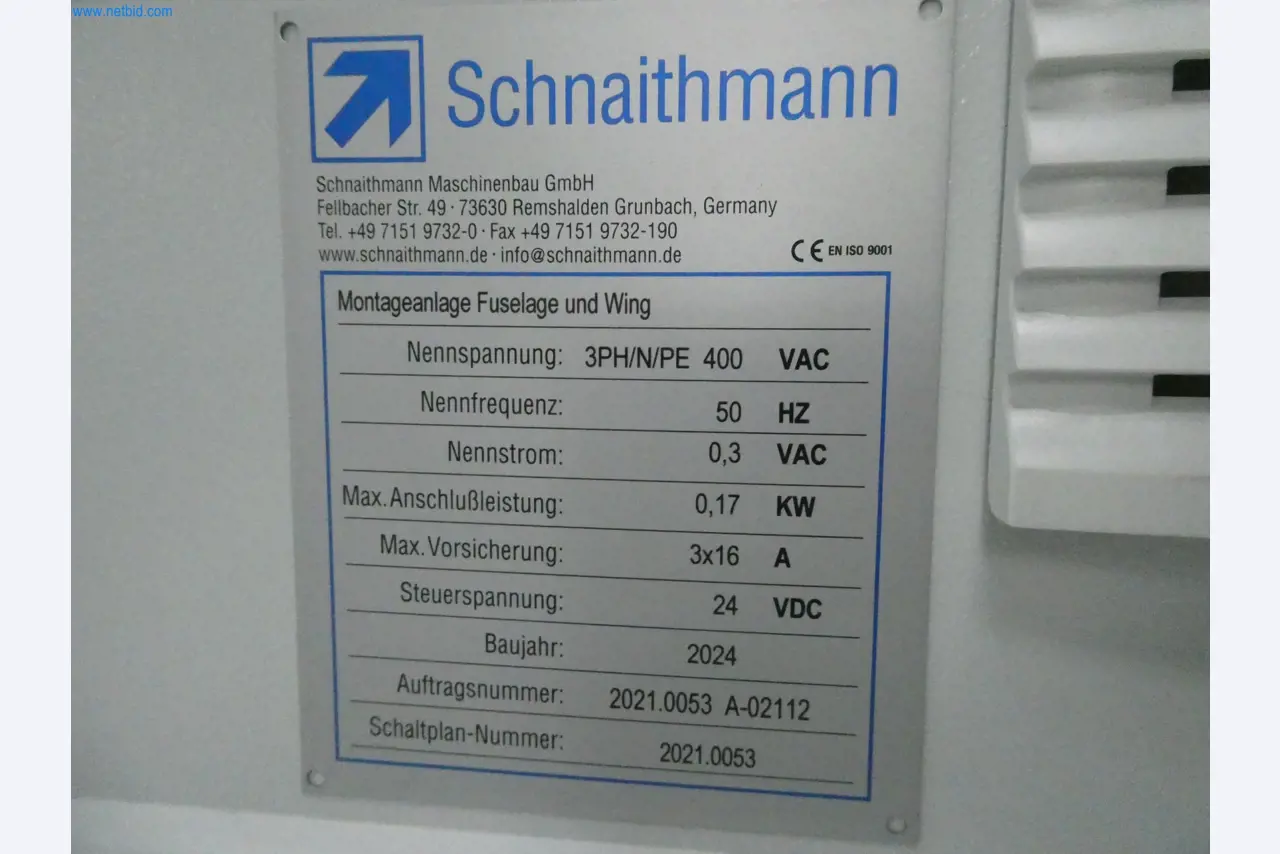 www.netbid.com
Schnaithmann
Schnaithmann Maschinenbau GmbH
Fellbacher Str. 49 · 73630 Remshalden Grunbach, Germany
Tel. +49 7151 9732-0 · Fax +49 7151 9732-190
www.schnaithmann.de · info@schnaithmann.de
CE EN ISO 9001
Montageanlage Fuselage und Wing
Nennspannung: 3PH/N/PE 400 VAC
Nennfrequenz: 50 HZ
Nennstrom: 0,3 VAC
Max. Anschlußleistung: 0,17 KW
Max. Vorsicherung: 3x16 A
Steuerspannung: 24 VDC
Baujahr: 2024
Auftragsnummer: 2021.0053 A-02112
Schaltplan-Nummer: 2021.0053